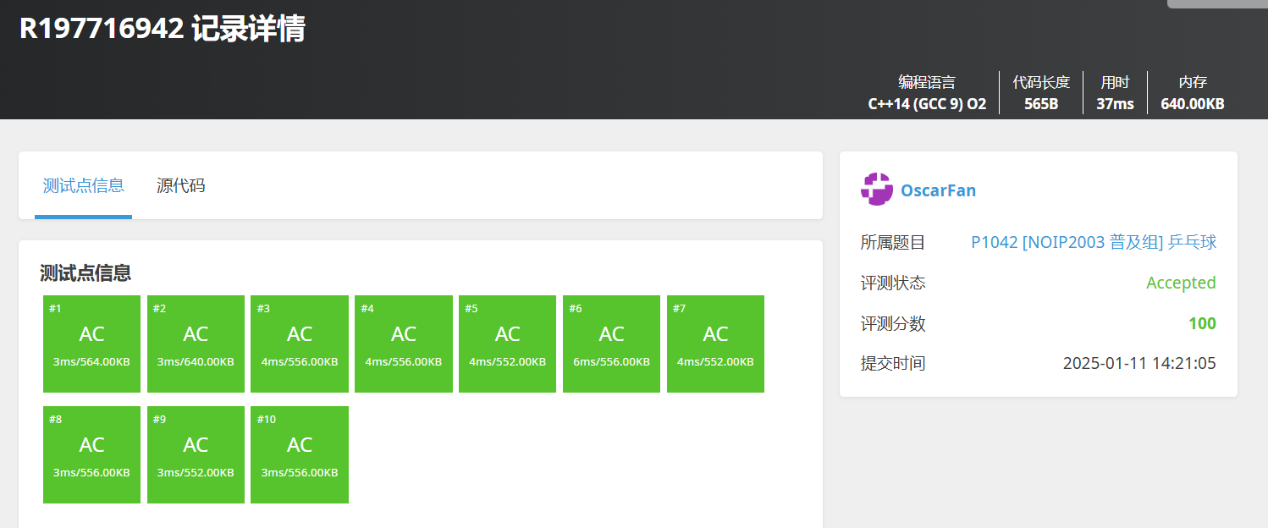 R197716942 记录详情
编程语言 代码长度 用时 内存
C++14 (GCC 9) O2 565B 37ms 640.00KB
测试点信息 源代码
OscarFan
所属题目 P1042 [NOIP2003 普及组] 乒乓球
评测状态 Accepted
评测分数 100
提交时间 2025-01-11 14:21:05
测试点信息
#1 #2 #3 #4 #5 #6 #7
AC AC AC AC AC AC AC
3ms/564.00KB 3ms/640.00KB 4ms/556.00KB 4ms/556.00KB 4ms/552.00KB 6ms/556.00KB 4ms/552.00KB
#8 #9 #10
AC AC AC
3ms/556.00KB 3ms/552.00KB 3ms/556.00KB